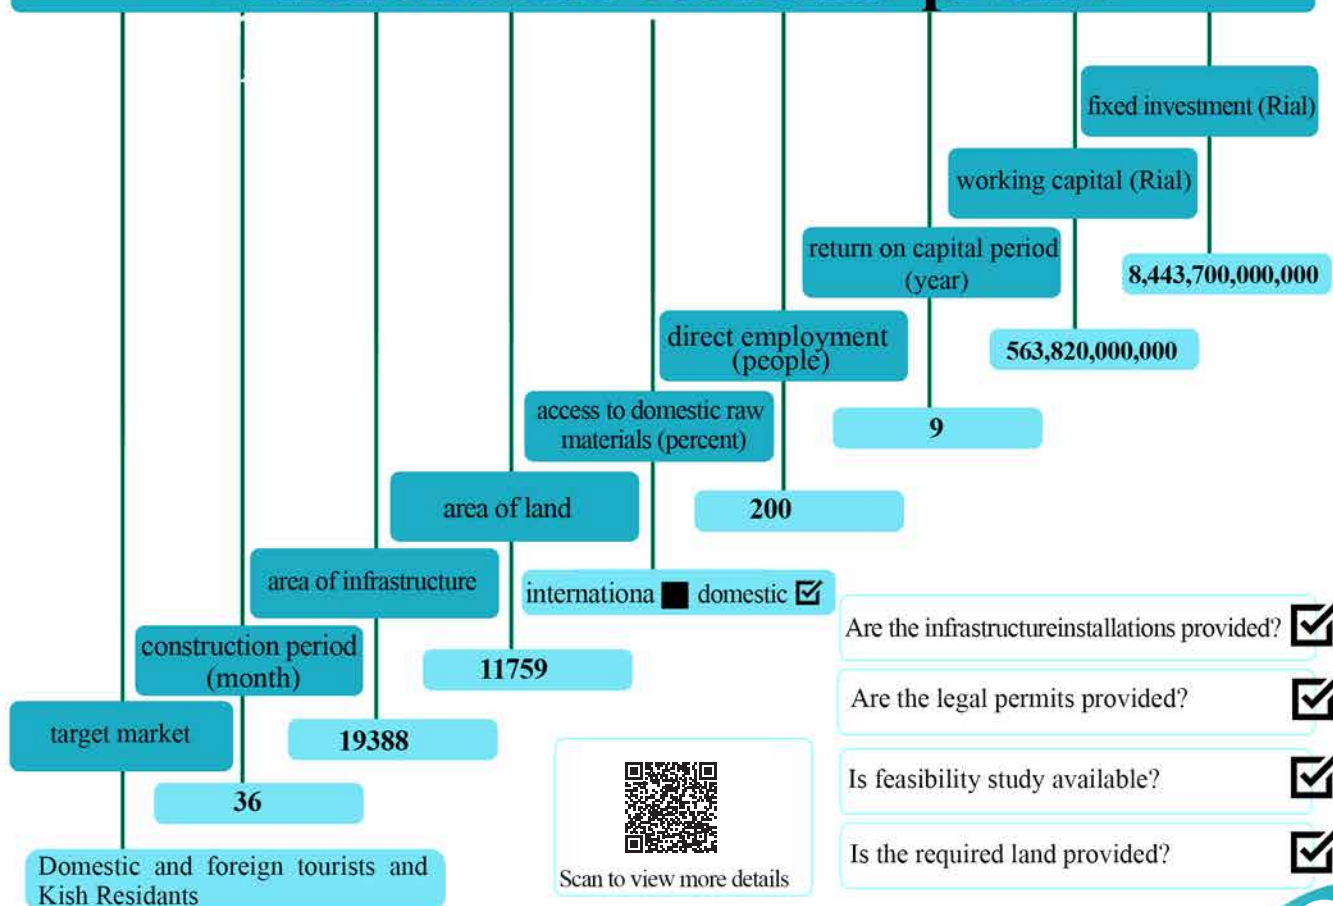 fixed investment (Rial)
8,443,700,000,000
working capital (Rial)
563,820,000,000
return on capital period
(year)
9
direct employment
(people)
200
access to domestic raw
materials (percent)
internationa ■ domestic ☑
area of land
11759
area of infrastructure
19388
construction period
(month)
36
target market
Domestic and foreign tourists and
Kish Residants
Scan to view more details
Are the infrastructureinstallations provided? ☑
Are the legal permits provided? ☑
Is feasibility study available? ☑
Is the required land provided? ☑